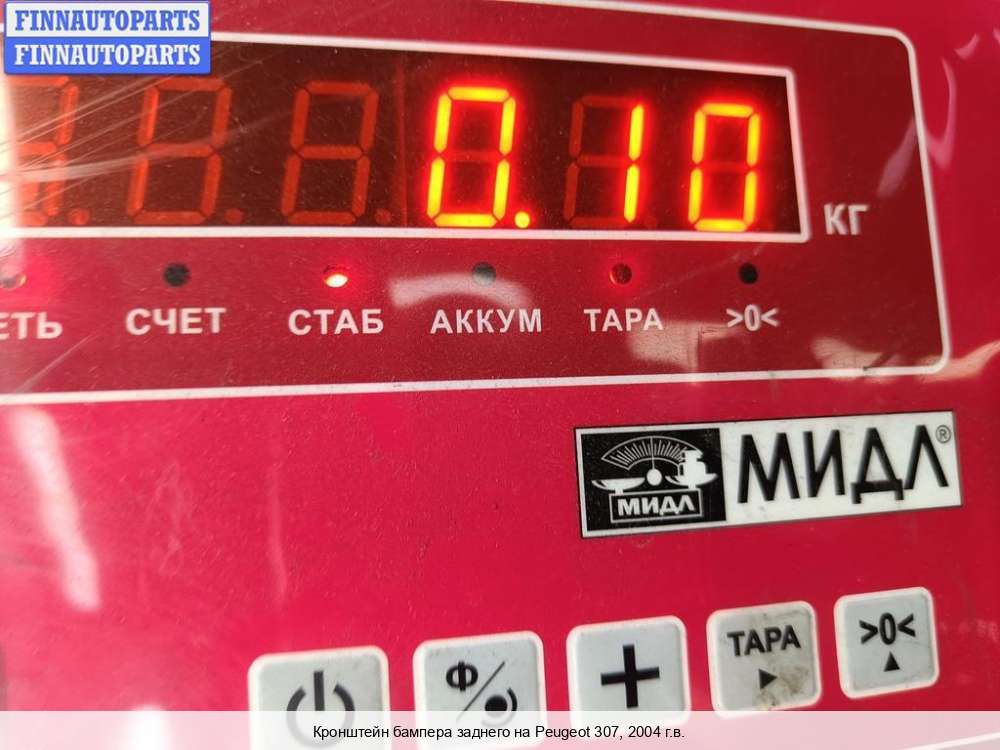 FINNAUTOPARTS
FINNAUTOPARTS
0.10
КГ
ЕТЬ СЧЕТ СТАБ АККУМ ТАРА >0<
МИДЛ МИДЛ®
Ф + ТАРА >0<
Кронштейн бампера заднего на Peugeot 307, 2004 г.в.